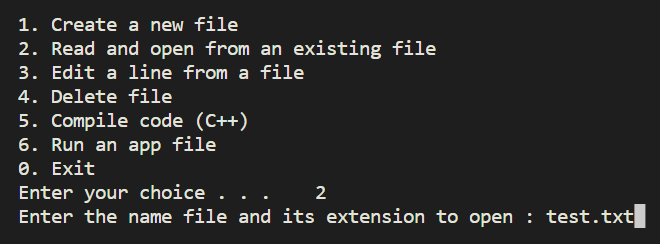 1. Create a new file
2. Read and open from an existing file
3. Edit a line from a file
4. Delete file
5. Compile code (C++)
6. Run an app file
0. Exit
Enter your choice . . .    2
Enter the name file and its extension to open : test.txt